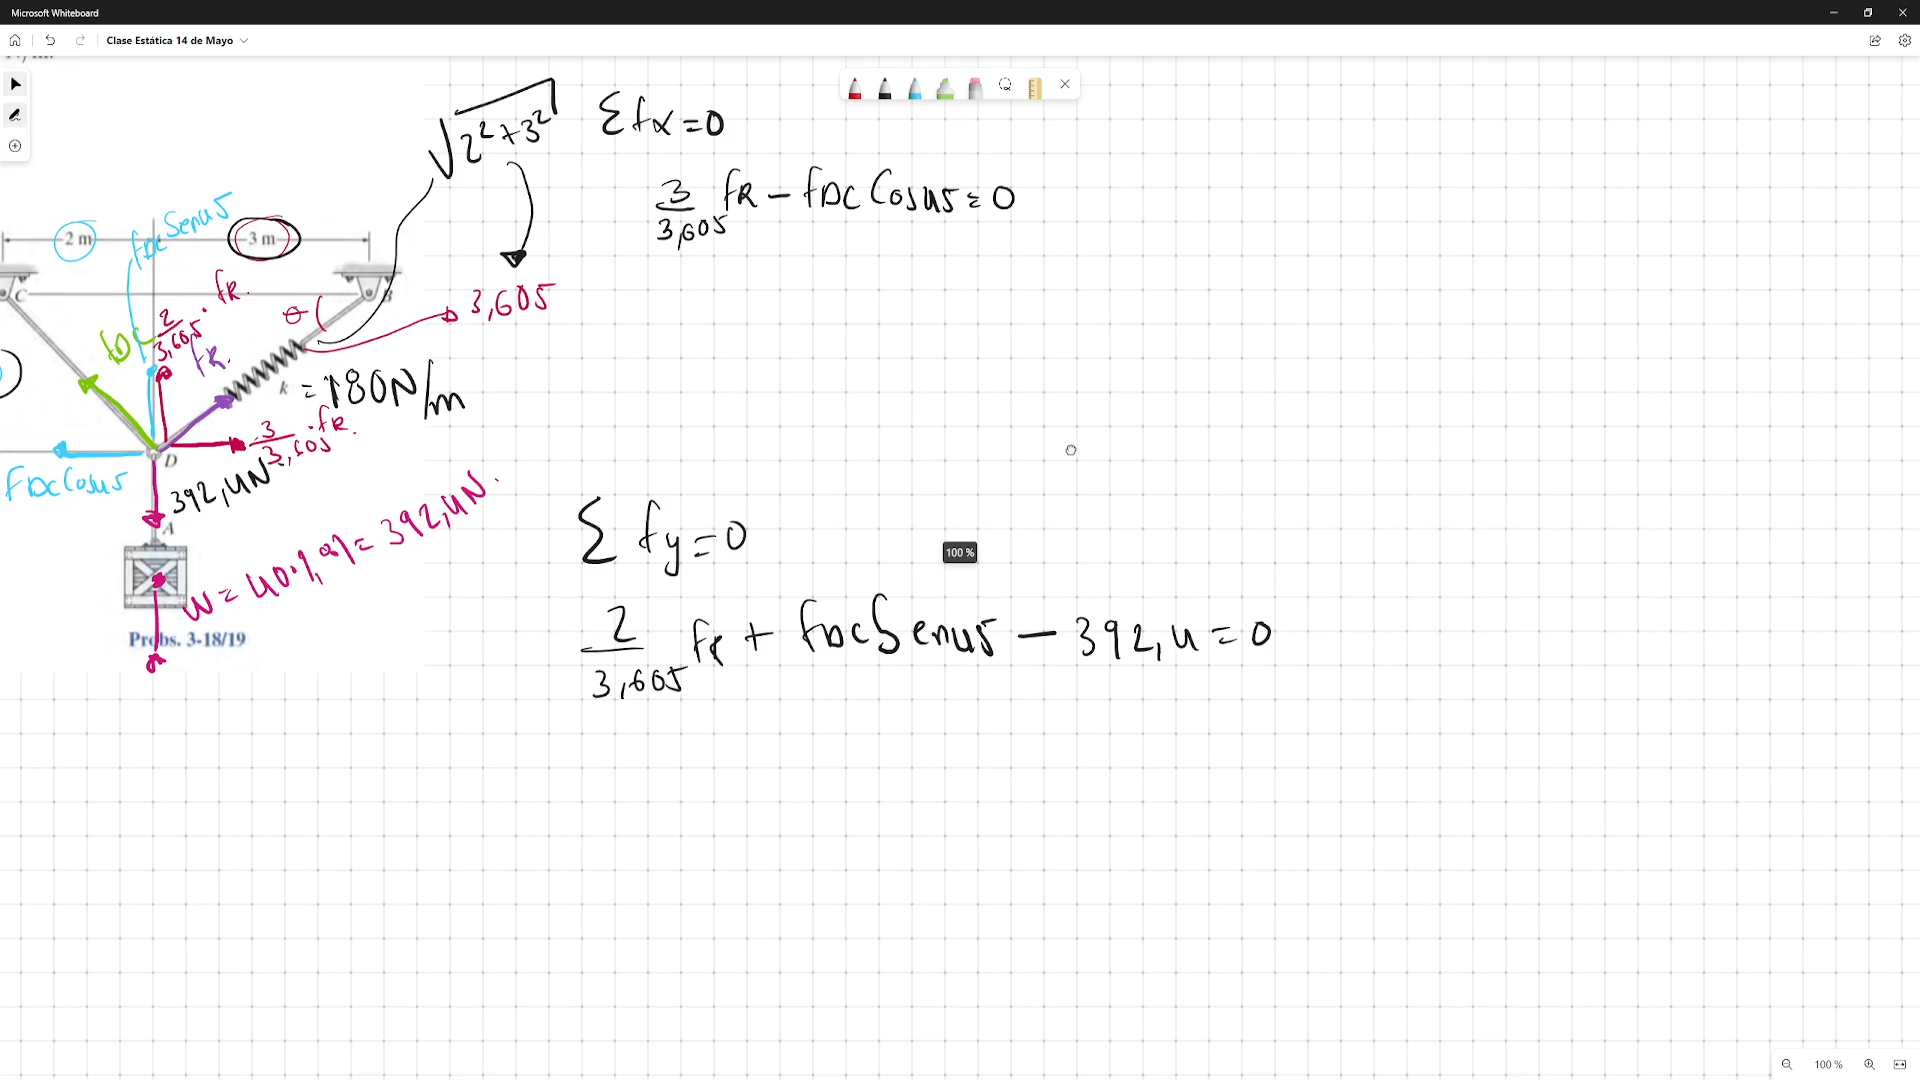 Microsoft Whiteboard
Clase Estática 14 de Mayo
√2²+3²
Σfx=0
3/3,605 fR - fDC Cos45 = 0
fDC Sen45
2 m
3 m
C
B
θ
3,605
fDC
2/3,605 · fR.
fR.
k = 180N/m
3/3,605 · fR.
D
FDC Cos45
392,4N
A
W = 40·9,81 = 392,4N.
Probs. 3-18/19
Σ fy=0
100 %
2/3,605 fR + fDC Sen45 - 392,4 = 0
100 %